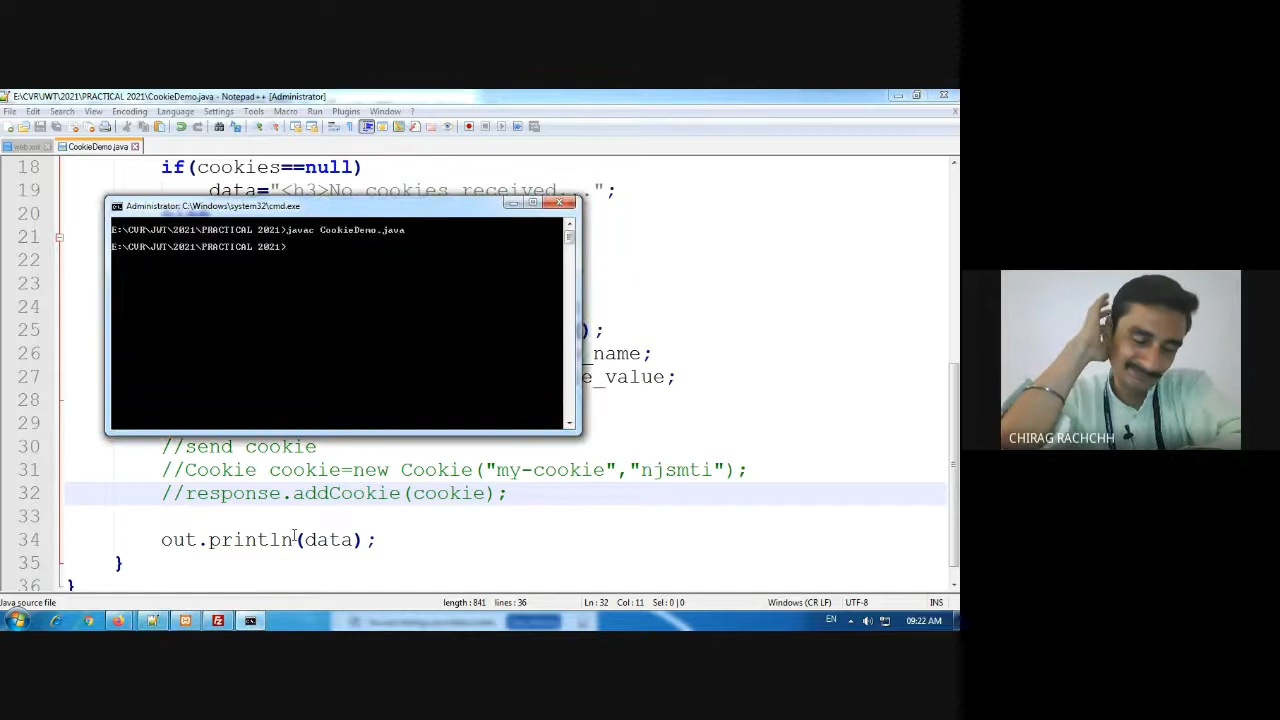 E:\CVR\JWT\2021\PRACTICAL 2021\CookieDemo.java - Notepad++ [Administrator]
File Edit Search View Encoding Language Settings Tools Macro Run Plugins Window ?
web.xml CookieDemo.java
18 if(cookies==null)
19 data="<h3>No cookies received...";
20
Administrator: C:\Windows\system32\cmd.exe
E:\CVR\JWT\2021\PRACTICAL 2021>javac CookieDemo.java
E:\CVR\JWT\2021\PRACTICAL 2021>
21
22
23
24
25 );
26 _name;
27 e_value;
28
29
30 //send cookie
31 //Cookie cookie=new Cookie("my-cookie","njsmti");
32 //response.addCookie(cookie);
33
34 out.println(data);
35 }
36 }
Java source file length:841 lines:36 Ln:32 Col:11 Sel:0|0 Windows (CR LF) UTF-8 INS
EN 09:22 AM
CHIRAG RACHCHH